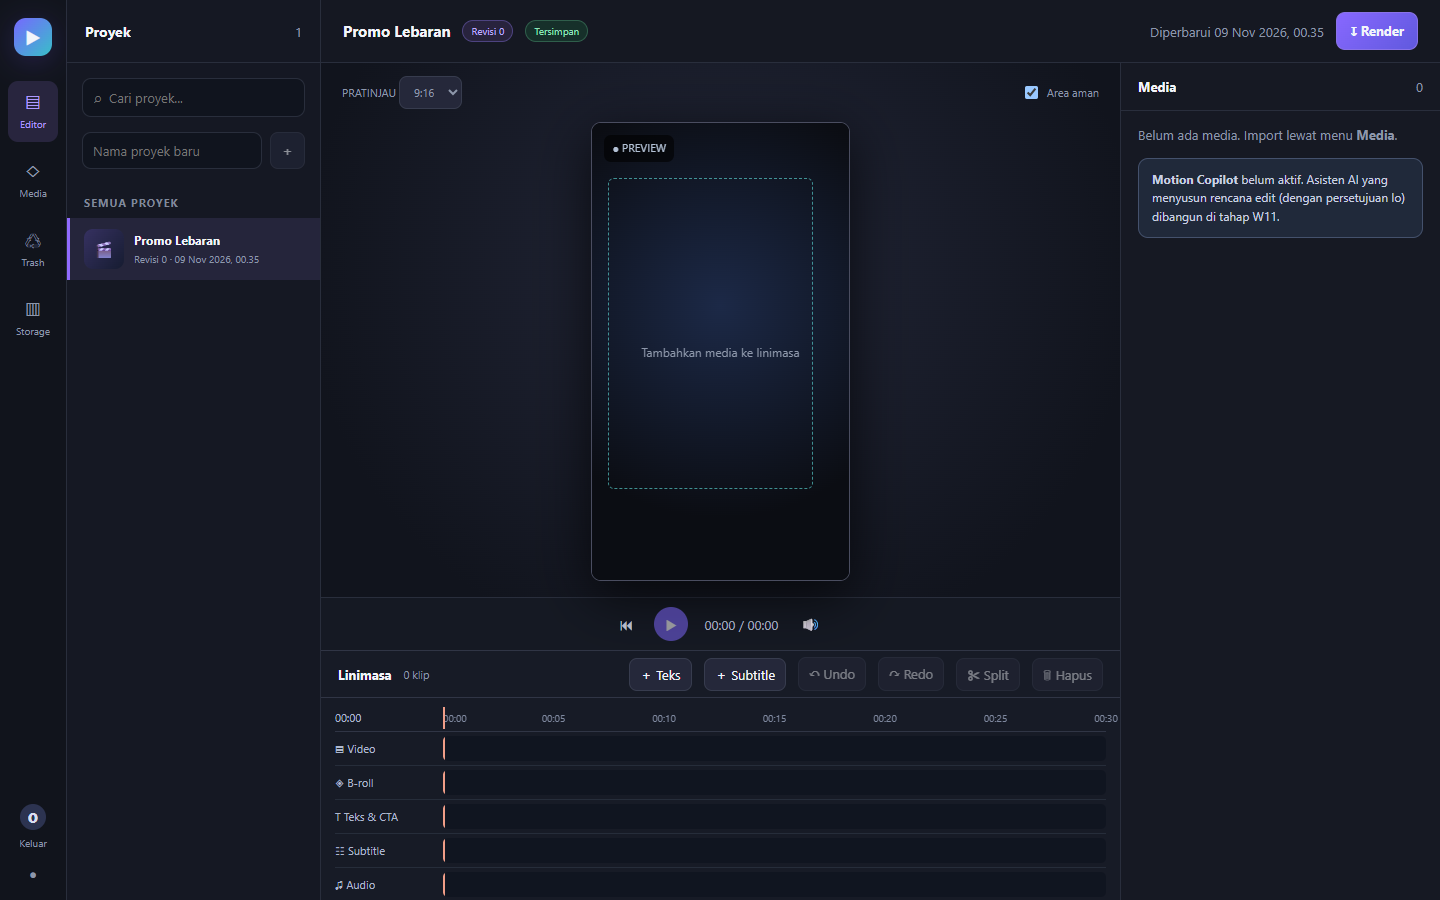 Proyek 1
Promo Lebaran Revisi 0 Tersimpan
Diperbarui 09 Nov 2026, 00.35 Render
Editor
Media
Trash
Storage
0
Keluar
Cari proyek...
Nama proyek baru +
SEMUA PROYEK
Promo Lebaran
Revisi 0 · 09 Nov 2026, 00.35
PRATINJAU 9:16
Area aman
● PREVIEW
Tambahkan media ke linimasa
00:00 / 00:00
Media 0
Belum ada media. Import lewat menu Media.
Motion Copilot belum aktif. Asisten AI yang
menyusun rencana edit (dengan persetujuan lo)
dibangun di tahap W11.
Linimasa 0 klip
+ Teks + Subtitle Undo Redo Split Hapus
00:00 00:00 00:05 00:10 00:15 00:20 00:25 00:30
Video
B-roll
T Teks & CTA
Subtitle
Audio